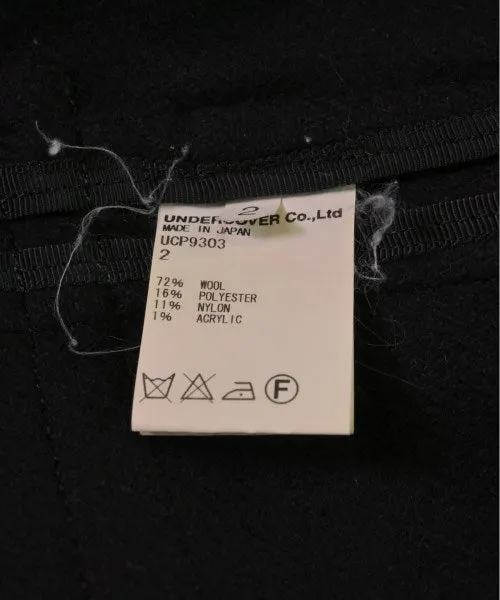 2
UNDERCOVER Co.,Ltd
MADE IN JAPAN
UCP9303
2
72% WOOL
16% POLYESTER
11% NYLON
1% ACRYLIC
F